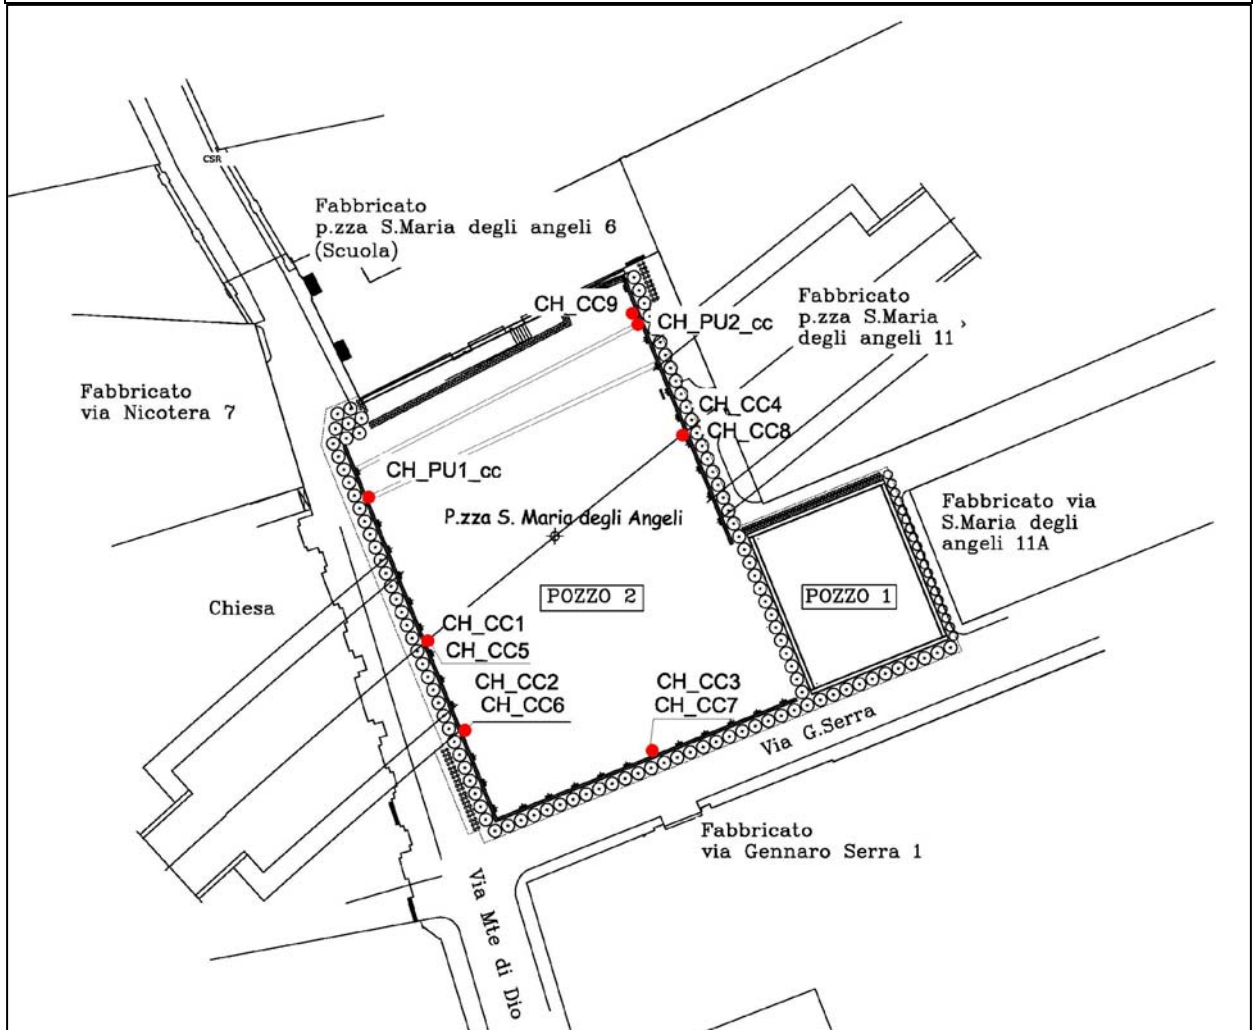 CSR
Fabbricato
p.zza S.Maria degli angeli 6
(Scuola)
CH_CC9
CH_PU2_cc
Fabbricato
p.zza S.Maria
degli angeli 11
Fabbricato
via Nicotera 7
CH_CC4
CH_CC8
CH_PU1_cc
P.zza S. Maria degli Angeli
Fabbricato via
S.Maria degli
angeli 11A
POZZO 2
POZZO 1
Chiesa
CH_CC1
CH_CC5
CH_CC2
CH_CC6
CH_CC3
CH_CC7
Via G.Serra
Fabbricato
via Gennaro Serra 1
Via Mte di Dio